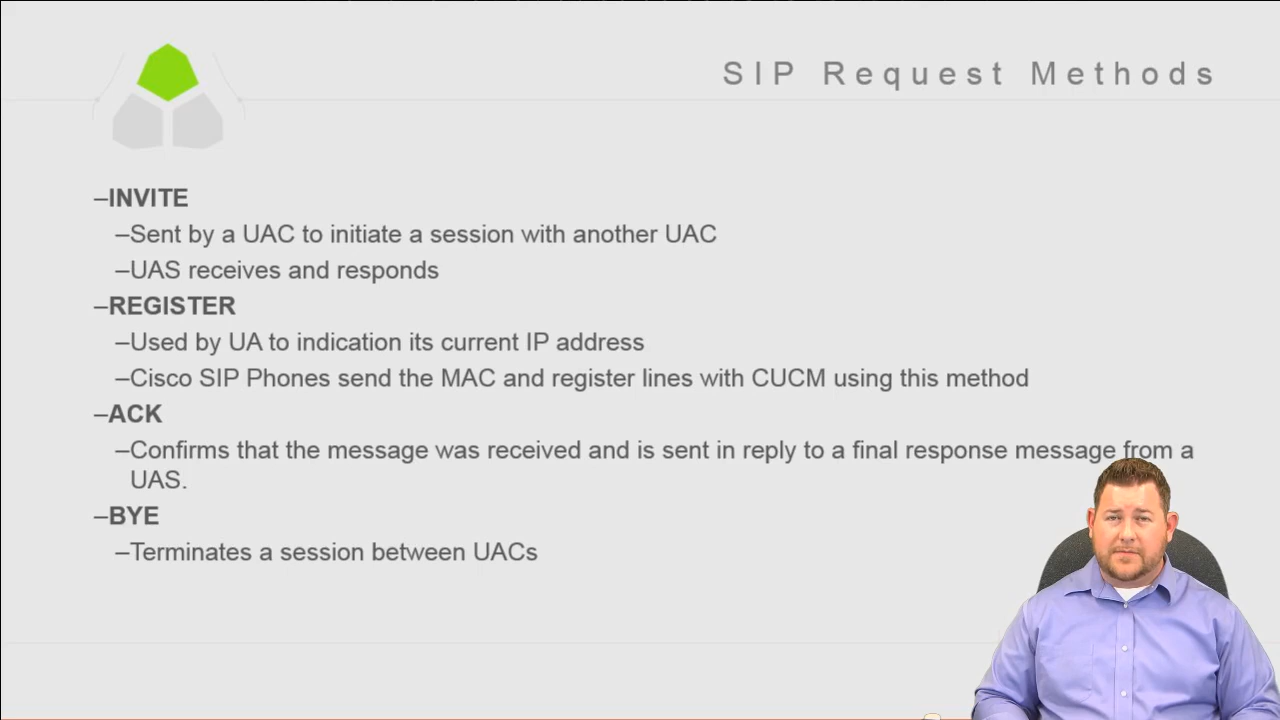 SIP Request Methods
–INVITE
–Sent by a UAC to initiate a session with another UAC
–UAS receives and responds
–REGISTER
–Used by UA to indication its current IP address
–Cisco SIP Phones send the MAC and register lines with CUCM using this method
–ACK
–Confirms that the message was received and is sent in reply to a final response message from a
UAS.
–BYE
–Terminates a session between UACs